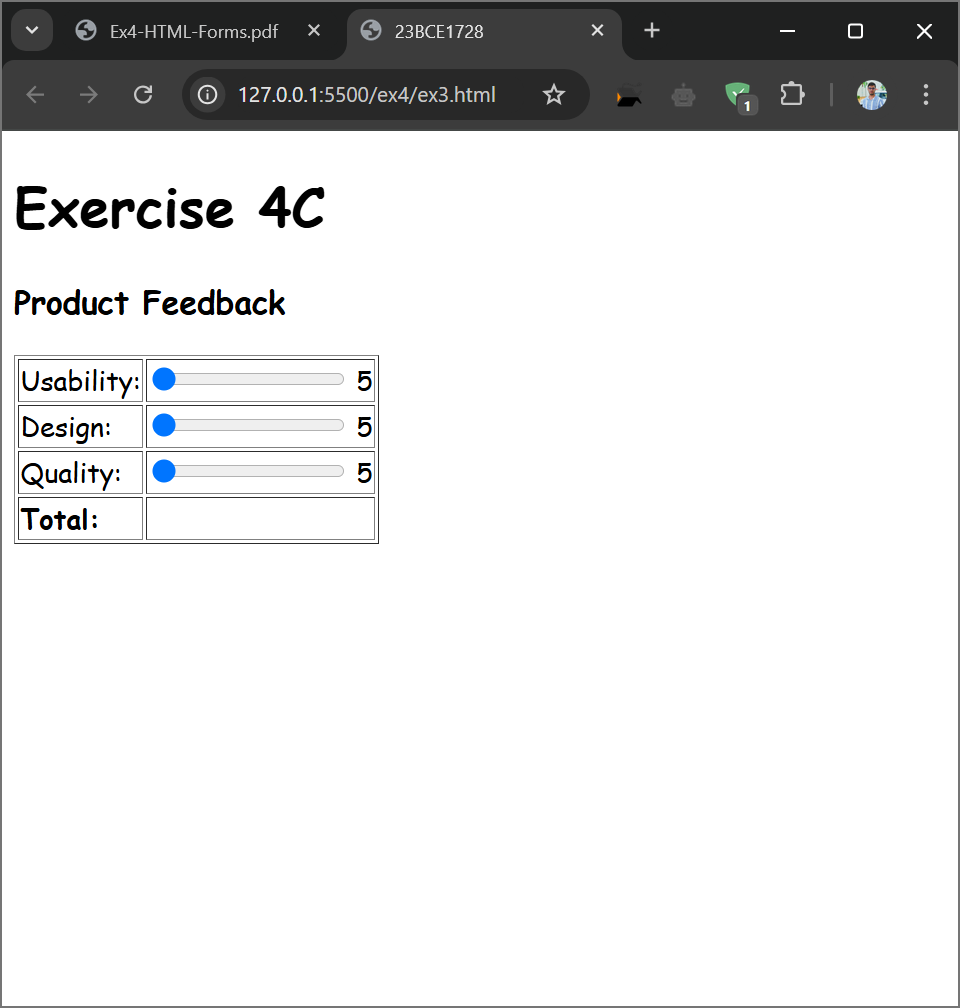 Ex4-HTML-Forms.pdf
23BCE1728
127.0.0.1:5500/ex4/ex3.html
1
Exercise 4C
Product Feedback
Usability: 5
Design: 5
Quality: 5
Total: